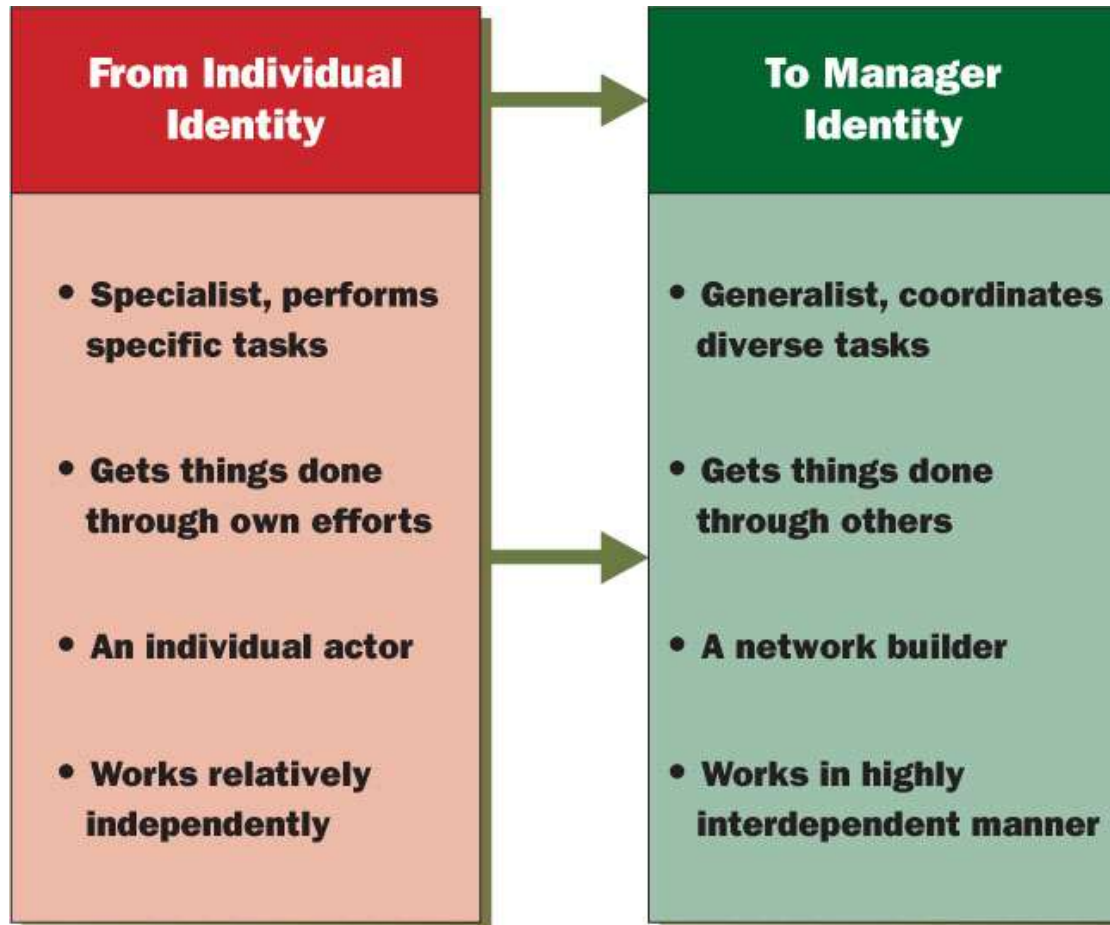 From Individual
Identity
• Specialist, performs
specific tasks
• Gets things done
through own efforts
• An individual actor
• Works relatively
independently
To Manager
Identity
• Generalist, coordinates
diverse tasks
• Gets things done
through others
• A network builder
• Works in highly
interdependent manner